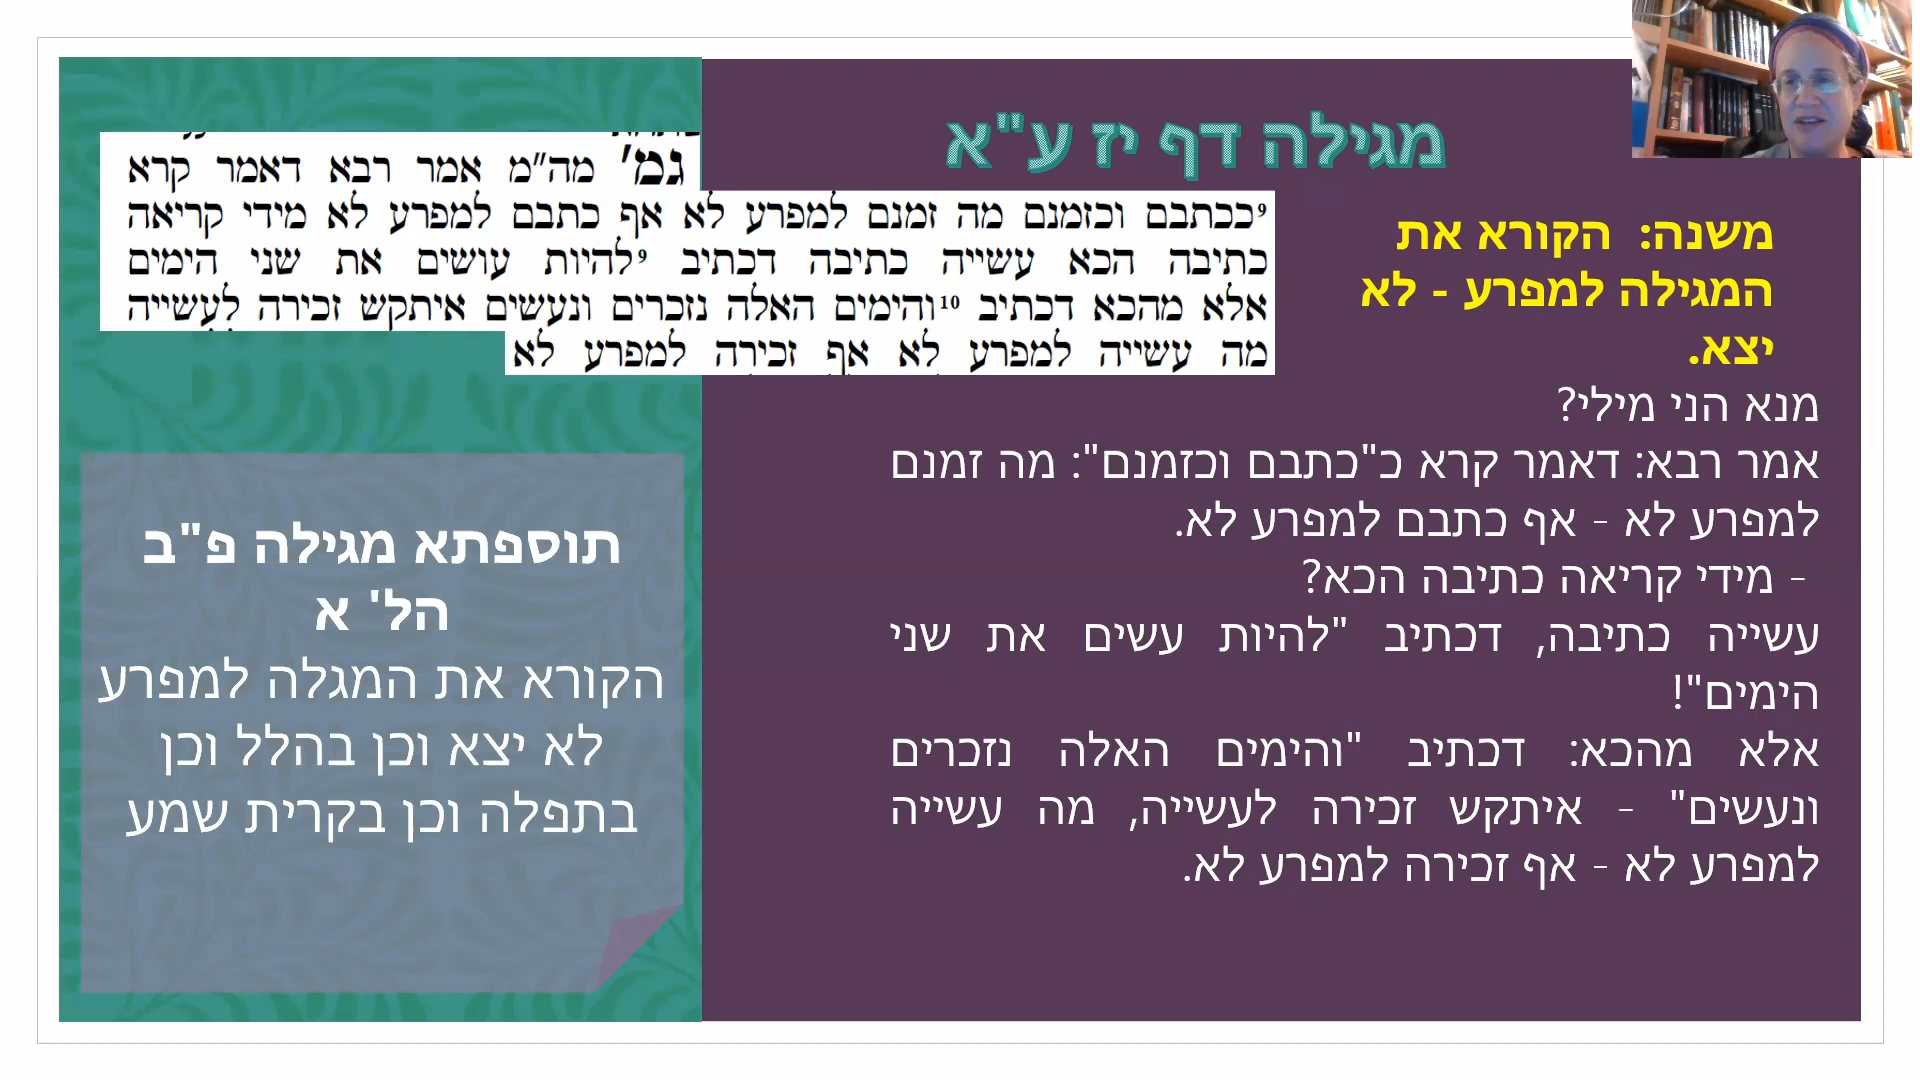 מגילה דף יז ע"א
גמ' מה"מ אמר רבא דאמר קרא
⁹ככתבם וכזמנם מה זמנם למפרע לא אף כתבם למפרע לא מידי קריאה
כתיבה הכא עשייה כתיבה דכתיב ⁹להיות עושים את שני הימים
אלא מהכא דכתיב ¹⁰והימים האלה נזכרים ונעשים איתקש זכירה לעשייה
מה עשייה למפרע לא אף זכירה למפרע לא
משנה: הקורא את
המגילה למפרע - לא
יצא.
מנא הני מילי?
אמר רבא: דאמר קרא כ"כתבם וכזמנם": מה זמנם
למפרע לא - אף כתבם למפרע לא.
- מידי קריאה כתיבה הכא?
עשייה כתיבה, דכתיב "להיות עשים את שני
הימים"!
אלא מהכא: דכתיב "והימים האלה נזכרים
ונעשים" - איתקש זכירה לעשייה, מה עשייה
למפרע לא - אף זכירה למפרע לא.
תוספתא מגילה פ"ב
הל' א
הקורא את המגלה למפרע
לא יצא וכן בהלל וכן
בתפלה וכן בקרית שמע